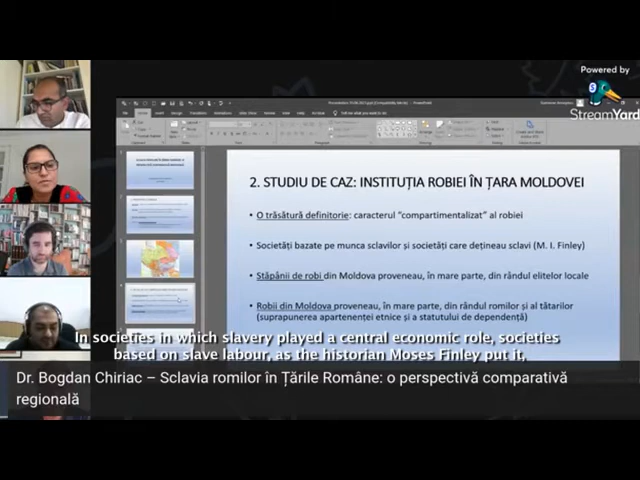 Powered by
StreamYard
2. STUDIU DE CAZ: INSTITUȚIA ROBIEI ÎN ȚARA MOLDOVEI
• O trăsătură definitorie: caracterul "compartimentalizat" al robiei
• Societăți bazate pe munca sclavilor și societăți care dețineau sclavi (M. I. Finley)
• Stăpânii de robi din Moldova proveneau, în mare parte, din rândul elitelor locale
• Robii din Moldova proveneau, în mare parte, din rândul romilor și al tătarilor
(suprapunerea apartenenței etnice și a statutului de dependență)
In societies in which slavery played a central economic role, societies
based on slave labour, as the historian Moses Finley put it,
Dr. Bogdan Chiriac – Sclavia romilor în Țările Române: o perspectivă comparativă
regională